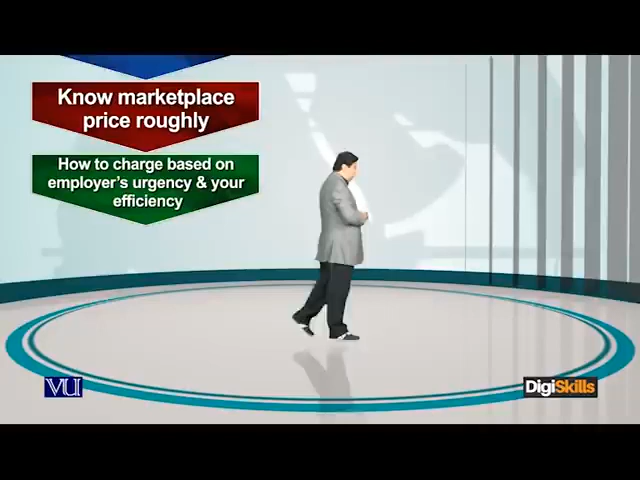 Know marketplace
price roughly
How to charge based on
employer's urgency & your
efficiency
VU
DigiSkills